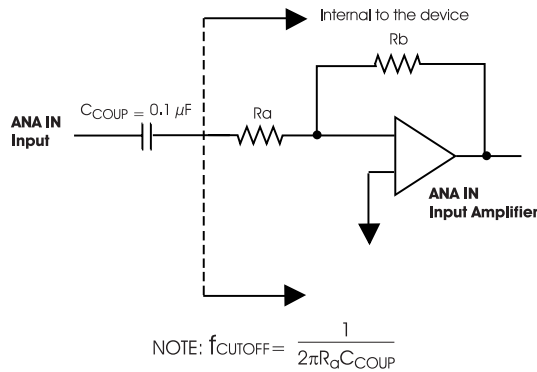 Internal to the device
Rb
C_COUP = 0.1 µF
Ra
ANA IN
Input
ANA IN
Input Amplifier
NOTE: fCUTOFF = 1 / 2πRaCCOUP